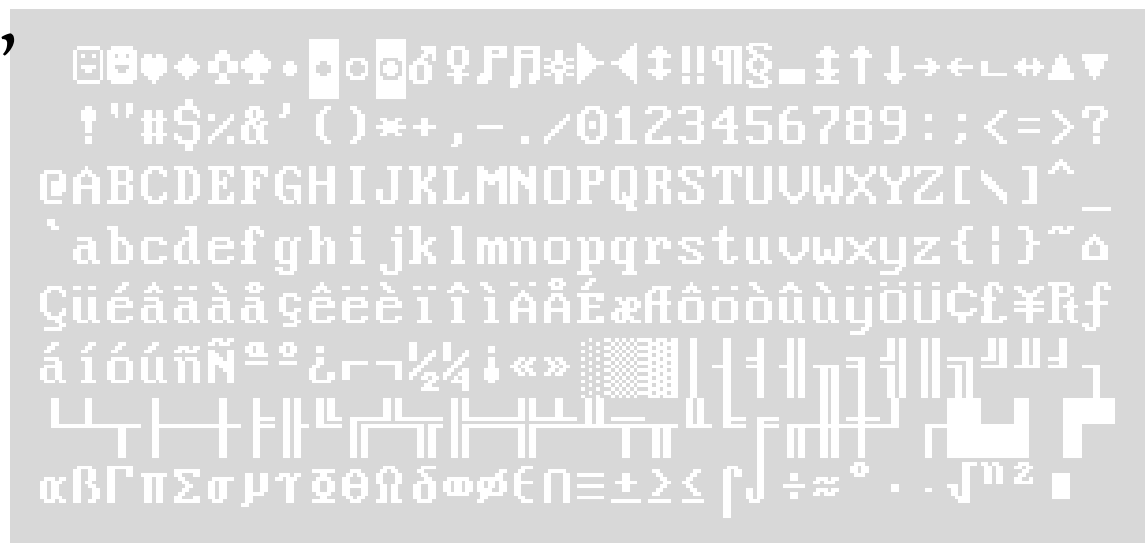 ,
☺☻♥♦♣♠•◘○◙♂♀♪♫☼►◄↕‼¶§▬↨↑↓→←∟↔▲▼
!"#$%&'()*+,-./0123456789:;<=>?
@ABCDEFGHIJKLMNOPQRSTUVWXYZ[\]^_
`abcdefghijklmnopqrstuvwxyz{¦}~⌂
ÇüéâäàåçêëèïîìÄÅÉæÆôöòûùÿÖÜ¢£¥₧ƒ
áíóúñÑªº¿⌐¬½¼¡«»░▒▓│┤╡╢╖╕╣║╗╝╜╛┐
└┴┬├─┼╞╟╚╔╩╦╠═╬╧╨╤╥╙╘╒╓╫╪┘┌█▄▌▐▀
αßΓπΣσµτΦΘΩδ∞φε∩≡±≥≤⌠⌡÷≈°∙·√ⁿ²■